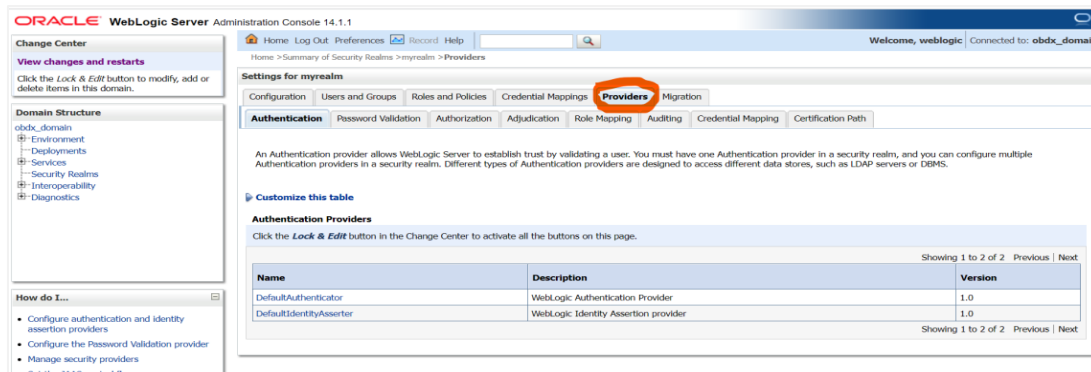 ORACLE WebLogic Server Administration Console 14.1.1
Change Center
View changes and restarts
Click the Lock & Edit button to modify, add or
delete items in this domain.
Domain Structure
obdx_domain
Environment
Deployments
Services
Security Realms
Interoperability
Diagnostics
How do I...
Configure authentication and identity
assertion providers
Configure the Password Validation provider
Manage security providers
Home Log Out Preferences Record Help
Welcome, weblogic Connected to: obdx_domai
Home >Summary of Security Realms >myrealm >Providers
Settings for myrealm
Configuration Users and Groups Roles and Policies Credential Mappings Providers Migration
Authentication Password Validation Authorization Adjudication Role Mapping Auditing Credential Mapping Certification Path
An Authentication provider allows WebLogic Server to establish trust by validating a user. You must have one Authentication provider in a security realm, and you can configure multiple
Authentication providers in a security realm. Different types of Authentication providers are designed to access different data stores, such as LDAP servers or DBMS.
Customize this table
Authentication Providers
Click the Lock & Edit button in the Change Center to activate all the buttons on this page.
Showing 1 to 2 of 2 Previous | Next
Name Description Version
DefaultAuthenticator WebLogic Authentication Provider 1.0
DefaultIdentityAsserter WebLogic Identity Assertion provider 1.0
Showing 1 to 2 of 2 Previous | Next